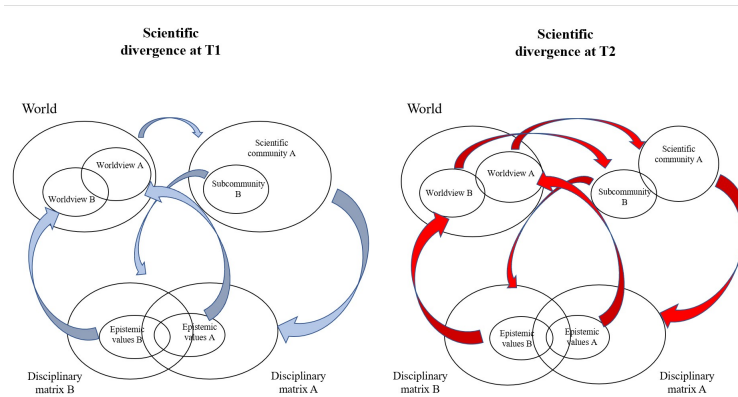 Scientific
divergence at T1
World
Worldview A
Worldview B
Scientific
community A
Subcommunity
B
Epistemic
values B
Epistemic
values A
Disciplinary
matrix B
Disciplinary
matrix A
Scientific
divergence at T2
World
Worldview A
Worldview B
Scientific
community A
Subcommunity
B
Epistemic
values B
Epistemic
values A
Disciplinary
matrix B
Disciplinary
matrix A